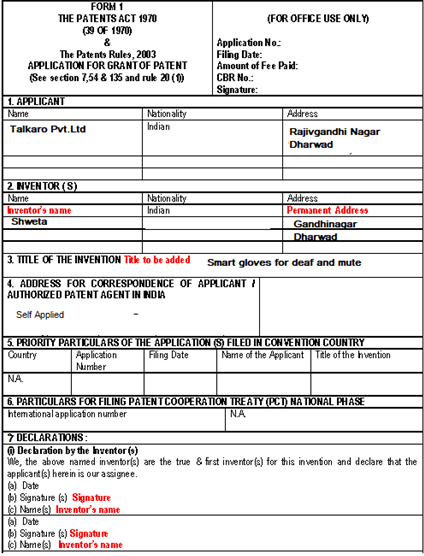 FORM 1
THE PATENTS ACT 1970
(39 OF 1970)
&
The Patents Rules, 2003
APPLICATION FOR GRANT OF PATENT
(See section 7,54 & 135 and rule 20 (1))
(FOR OFFICE USE ONLY)
Application No.:
Filing Date:
Amount of Fee Paid:
CBR No.:
Signature:
1. APPLICANT
Name Nationality Address
Talkaro Pvt.Ltd Indian Rajivgandhi Nagar
Dharwad
2. INVENTOR (S)
Name Nationality Address
Inventor's name Indian Permanent Address
Shweta Gandhinagar
Dharwad
3. TITLE OF THE INVENTION Title to be added Smart gloves for deaf and mute
4. ADDRESS FOR CORRESPONDENCE OF APPLICANT /
AUTHORIZED PATENT AGENT IN INDIA
Self Applied –
5. PRIORITY PARTICULARS OF THE APPLICATION (S) FILED IN CONVENTION COUNTRY
Country Application Number Filing Date Name of the Applicant Title of the Invention
N.A.
6. PARTICULARS FOR FILING PATENT COOPERATION TREATY (PCT) NATIONAL PHASE
International application number N.A.
7. DECLARATIONS :
(i) Declaration by the Inventor(s)
We, the above named inventor(s) are the true & first inventor(s) for this invention and declare that the
applicant(s) herein is our assignee.
(a) Date
(b) Signature (s) Signature
(c) Name(s) Inventor's name
(a) Date
(b) Signature (s) Signature
(c) Name(s) Inventor's name